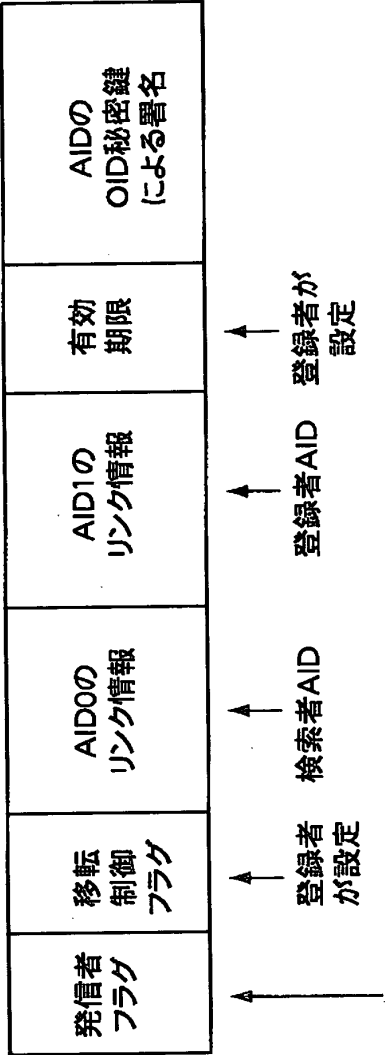 発信者
フラグ
移転
制御
フラグ
AID0の
リンク情報
AID1の
リンク情報
有効
期限
AIDの
OID秘密鍵
による署名
登録者
が設定
検索者AID
登録者AID
登録者が
設定